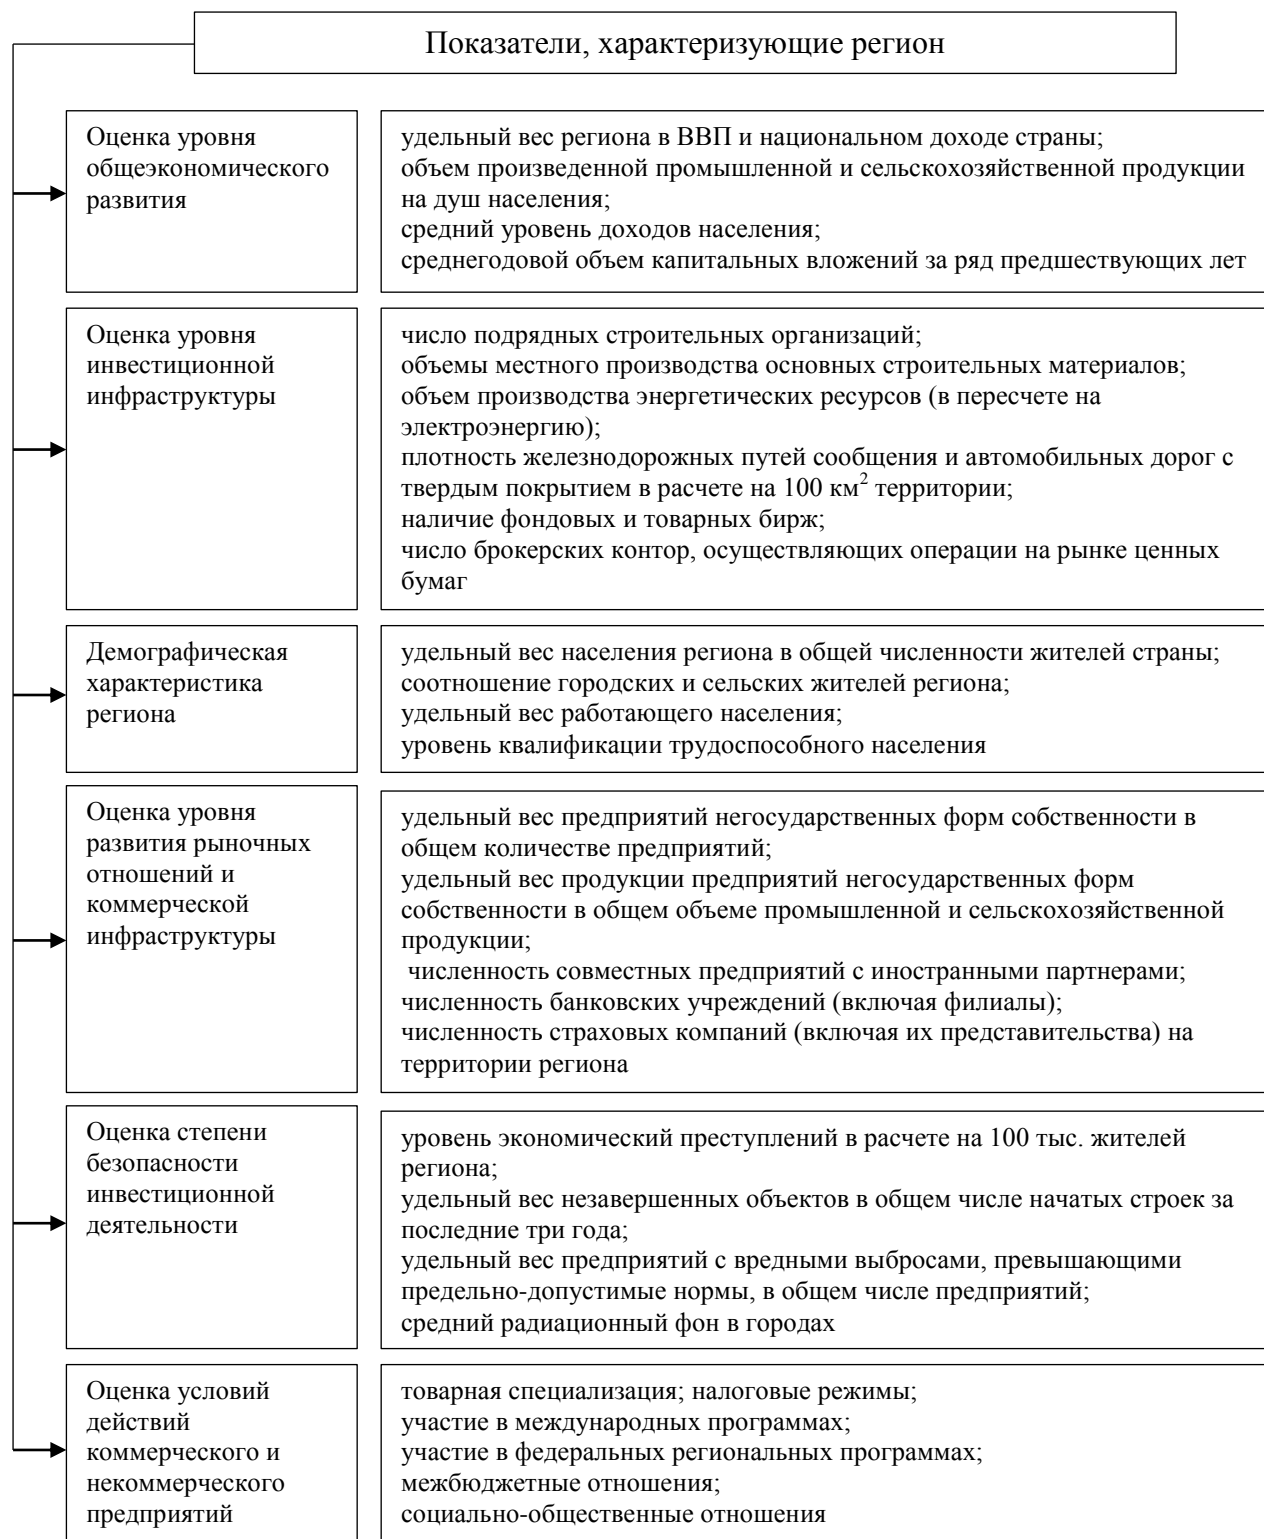 Показатели, характеризующие регион
Оценка уровня
общеэкономического
развития
удельный вес региона в ВВП и национальном доходе страны;
объем произведенной промышленной и сельскохозяйственной продукции
на душ населения;
средний уровень доходов населения;
среднегодовой объем капитальных вложений за ряд предшествующих лет
Оценка уровня
инвестиционной
инфраструктуры
число подрядных строительных организаций;
объемы местного производства основных строительных материалов;
объем производства энергетических ресурсов (в пересчете на
электроэнергию);
плотность железнодорожных путей сообщения и автомобильных дорог с
твердым покрытием в расчете на 100 км² территории;
наличие фондовых и товарных бирж;
число брокерских контор, осуществляющих операции на рынке ценных
бумаг
Демографическая
характеристика
региона
удельный вес населения региона в общей численности жителей страны;
соотношение городских и сельских жителей региона;
удельный вес работающего населения;
уровень квалификации трудоспособного населения
Оценка уровня
развития рыночных
отношений и
коммерческой
инфраструктуры
удельный вес предприятий негосударственных форм собственности в
общем количестве предприятий;
удельный вес продукции предприятий негосударственных форм
собственности в общем объеме промышленной и сельскохозяйственной
продукции;
численность совместных предприятий с иностранными партнерами;
численность банковских учреждений (включая филиалы);
численность страховых компаний (включая их представительства) на
территории региона
Оценка степени
безопасности
инвестиционной
деятельности
уровень экономический преступлений в расчете на 100 тыс. жителей
региона;
удельный вес незавершенных объектов в общем числе начатых строек за
последние три года;
удельный вес предприятий с вредными выбросами, превышающими
предельно-допустимые нормы, в общем числе предприятий;
средний радиационный фон в городах
Оценка условий
действий
коммерческого и
некоммерческого
предприятий
товарная специализация; налоговые режимы;
участие в международных программах;
участие в федеральных региональных программах;
межбюджетные отношения;
социально-общественные отношения